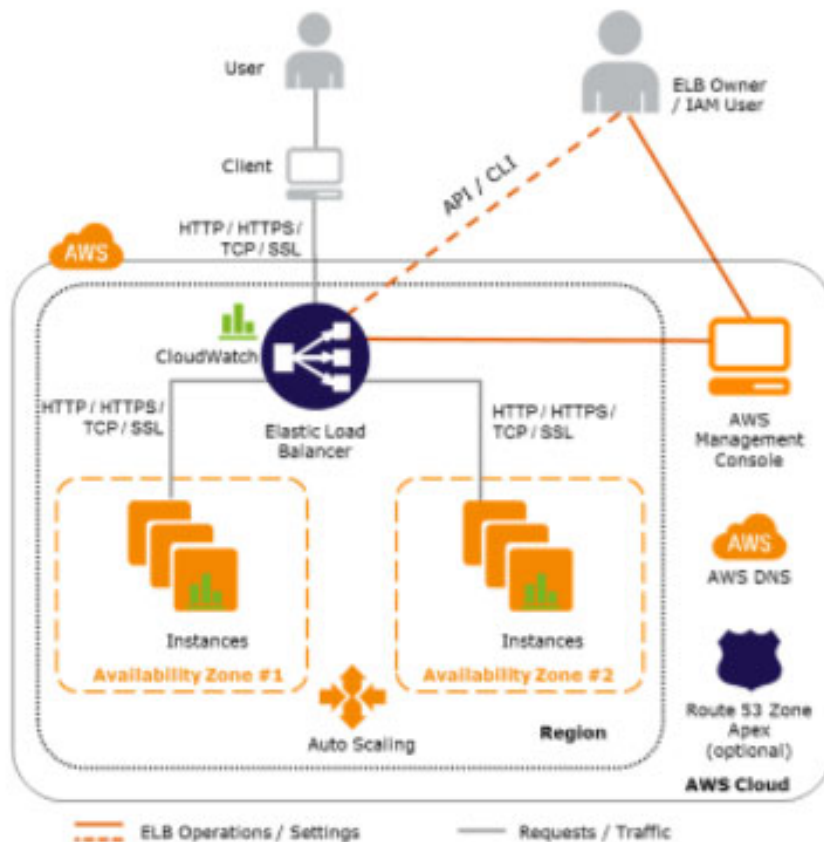 User
ELB Owner
/ IAM User
Client
API / CLI
HTTP / HTTPS /
TCP / SSL
AWS
CloudWatch
HTTP / HTTPS /
TCP / SSL
Elastic Load
Balancer
HTTP / HTTPS /
TCP / SSL
AWS
Management
Console
AWS
AWS DNS
Instances
Availability Zone #1
Instances
Availability Zone #2
Auto Scaling
Region
Route 53 Zone
Apex
(optional)
AWS Cloud
ELB Operations / Settings
Requests / Traffic